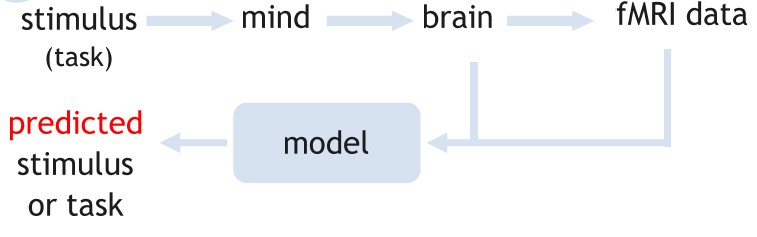 stimulus mind brain fMRI data
(task)
predicted
model
stimulus
or task